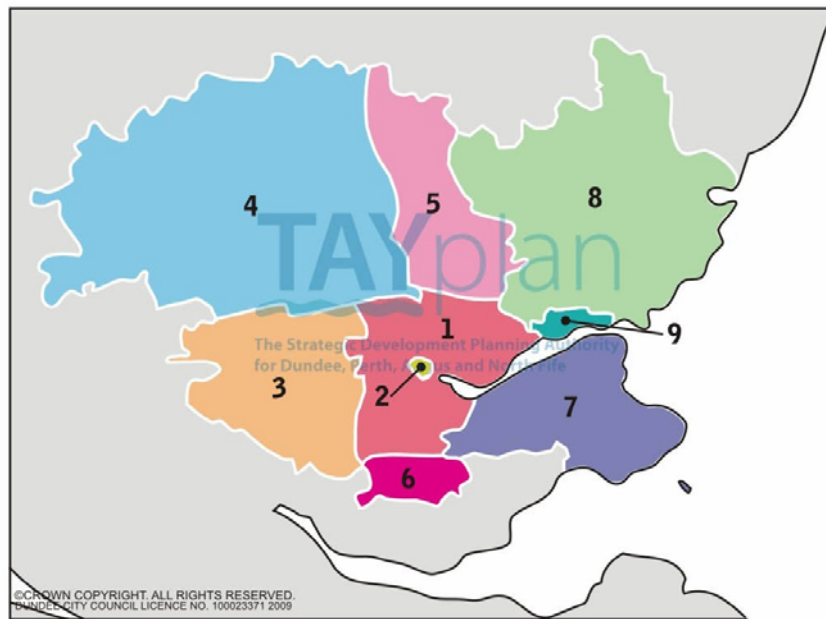 4
5
8
TAYplan
1
9
The Strategic Development Planning Authority
for Dundee, Perth, Angus and North Fife
3
2
7
6
©CROWN COPYRIGHT. ALL RIGHTS RESERVED.
DUNDEE CITY COUNCIL LICENCE NO. 100023371 2009